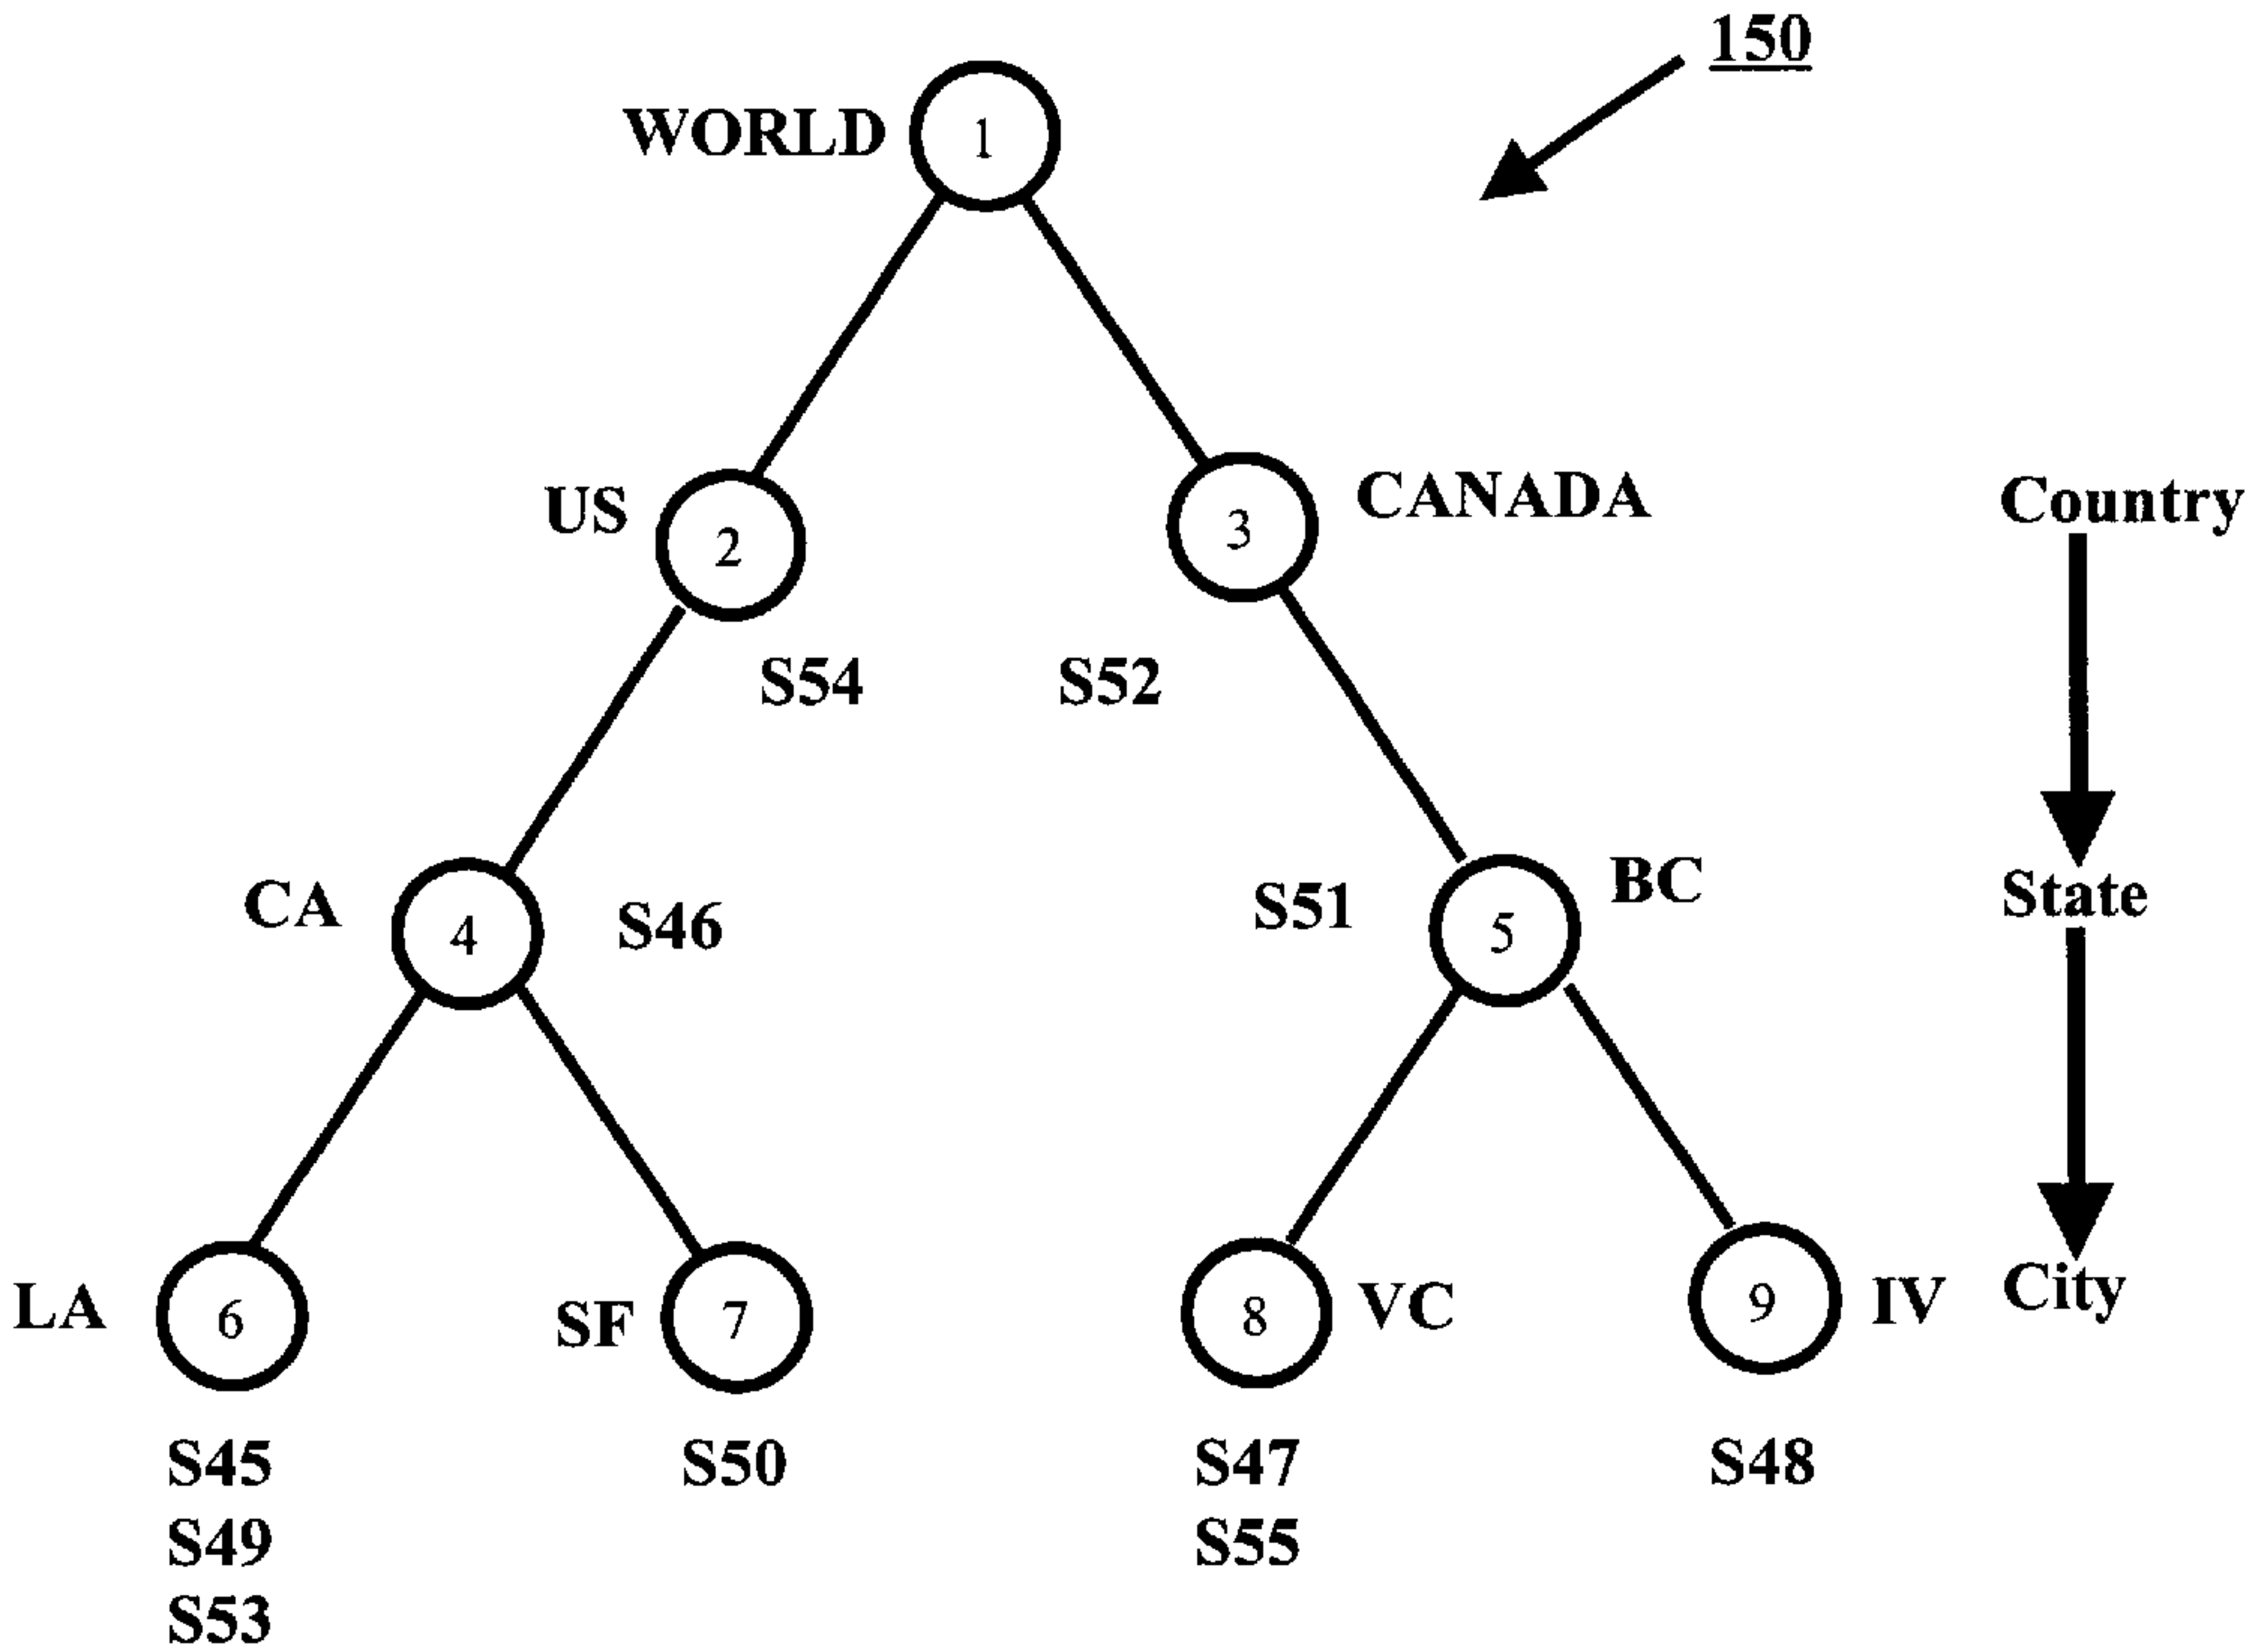 150
WORLD 1
US 2
3 CANADA
Country
S54
S52
CA 4 S46
S51 5 BC
State
LA 6
SF 7
8 VC
9 IV
City
S45
S50
S47
S48
S49
S55
S53